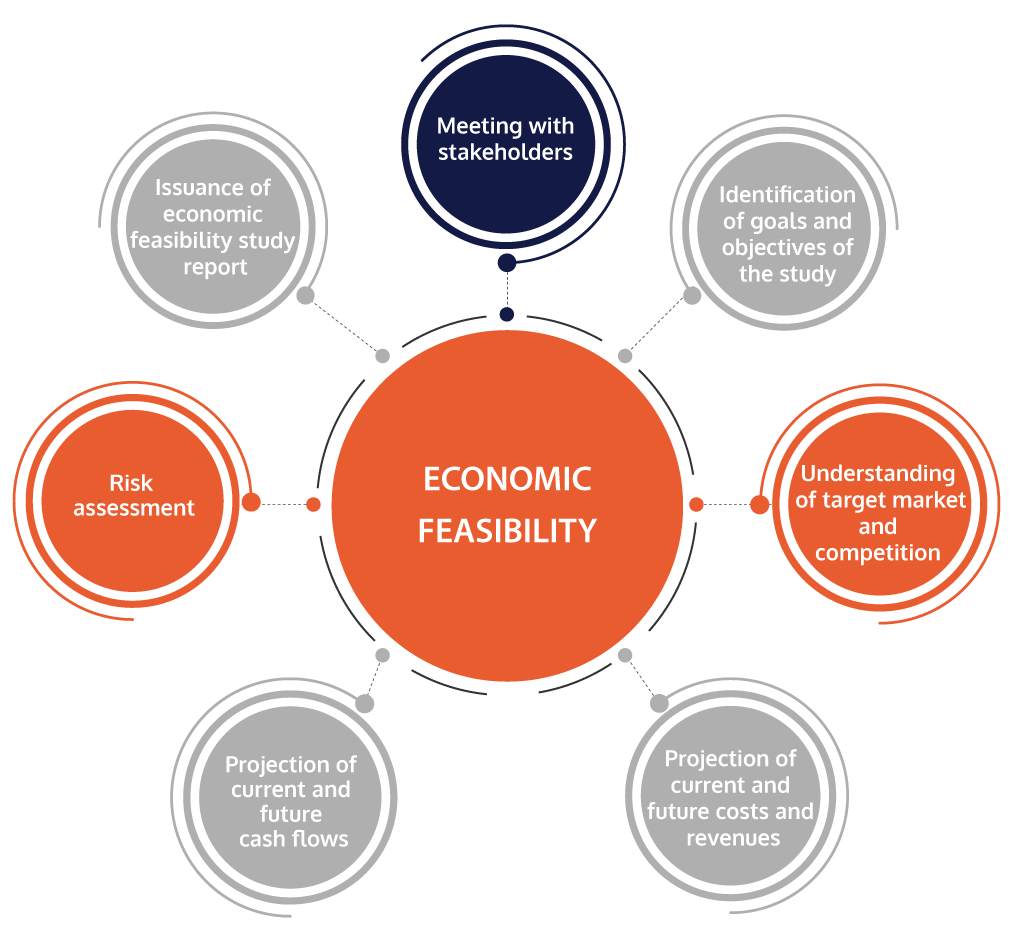 Meeting with
stakeholders
Identification
of goals and
objectives of
the study
Understanding
of target market
and
competition
Projection of
current and
future costs and
revenues
Projection of
current and
future
cash flows
Risk
assessment
Issuance of
economic
feasibility study
report
ECONOMIC
FEASIBILITY